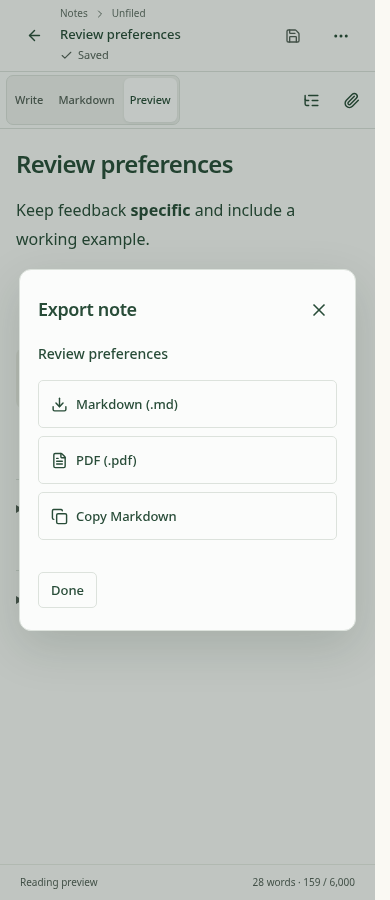 Notes > Unfiled
Review preferences
Saved
Write Markdown Preview
Review preferences
Keep feedback specific and include a
working example.
Export note
Review preferences
Markdown (.md)
PDF (.pdf)
Copy Markdown
Done
Reading preview 28 words · 159 / 6,000